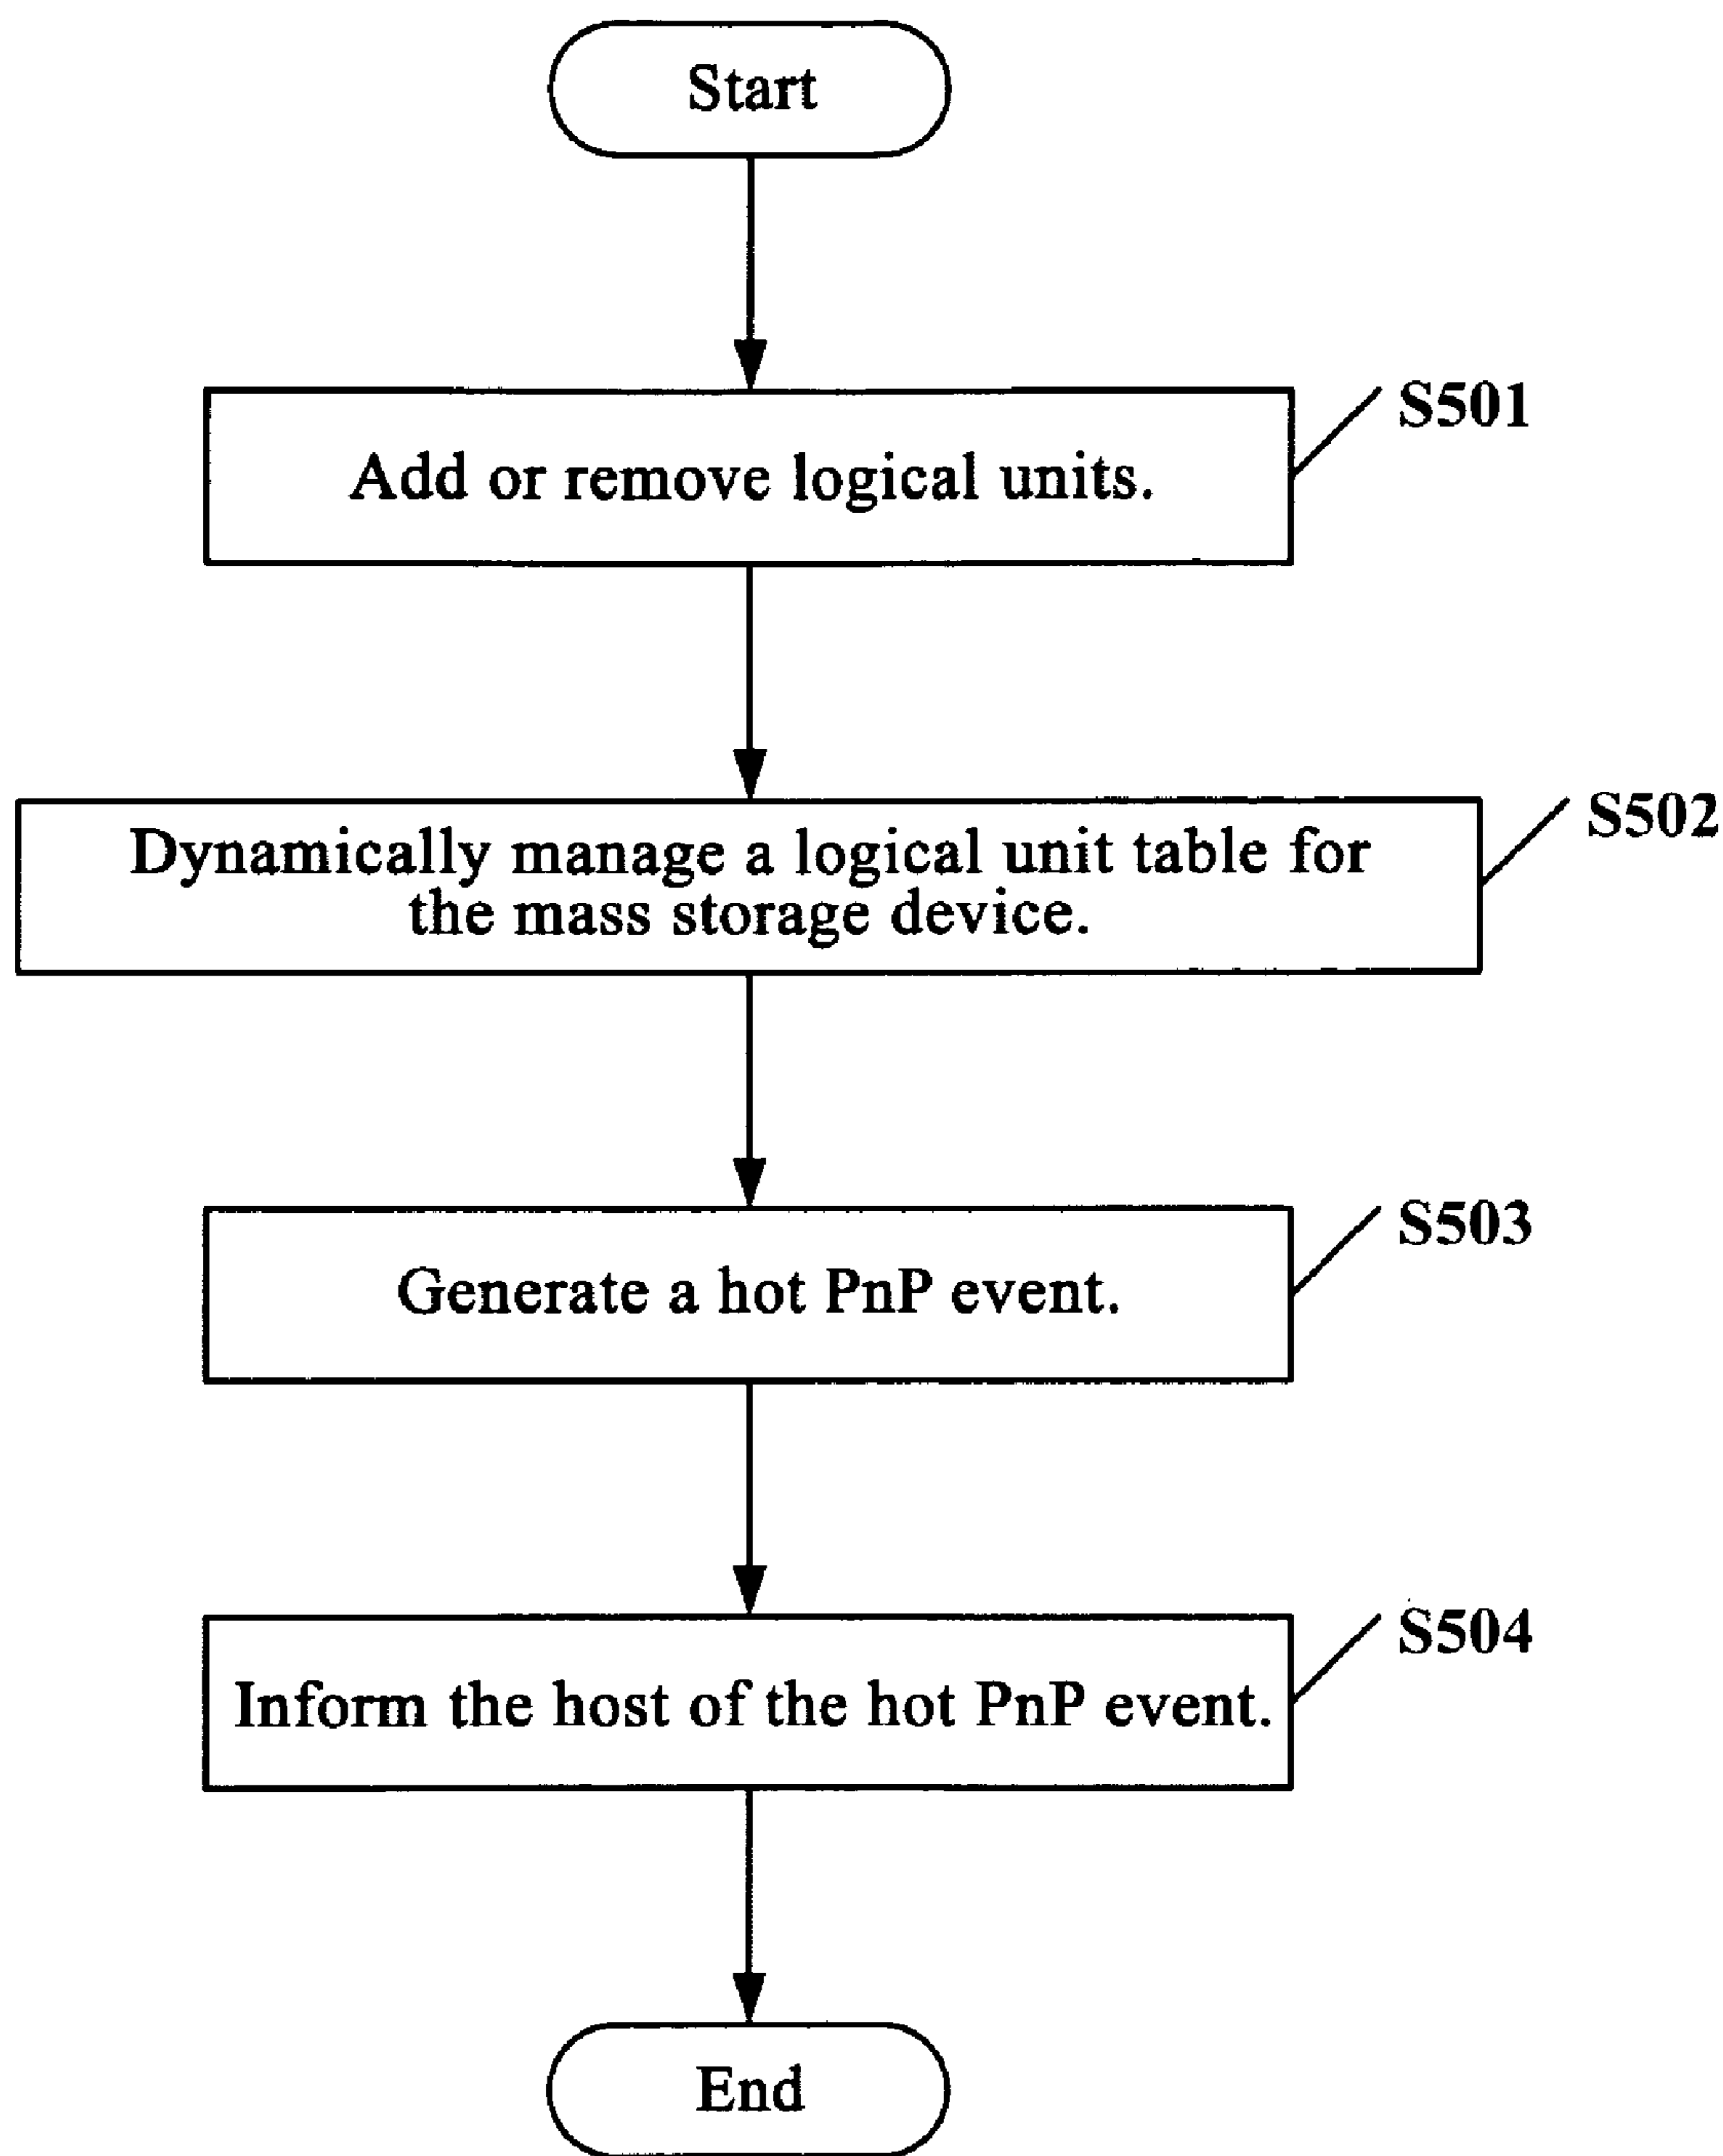 Start
S501
Add or remove logical units.
S502
Dynamically manage a logical unit table for
the mass storage device.
S503
Generate a hot PnP event.
S504
Inform the host of the hot PnP event.
End